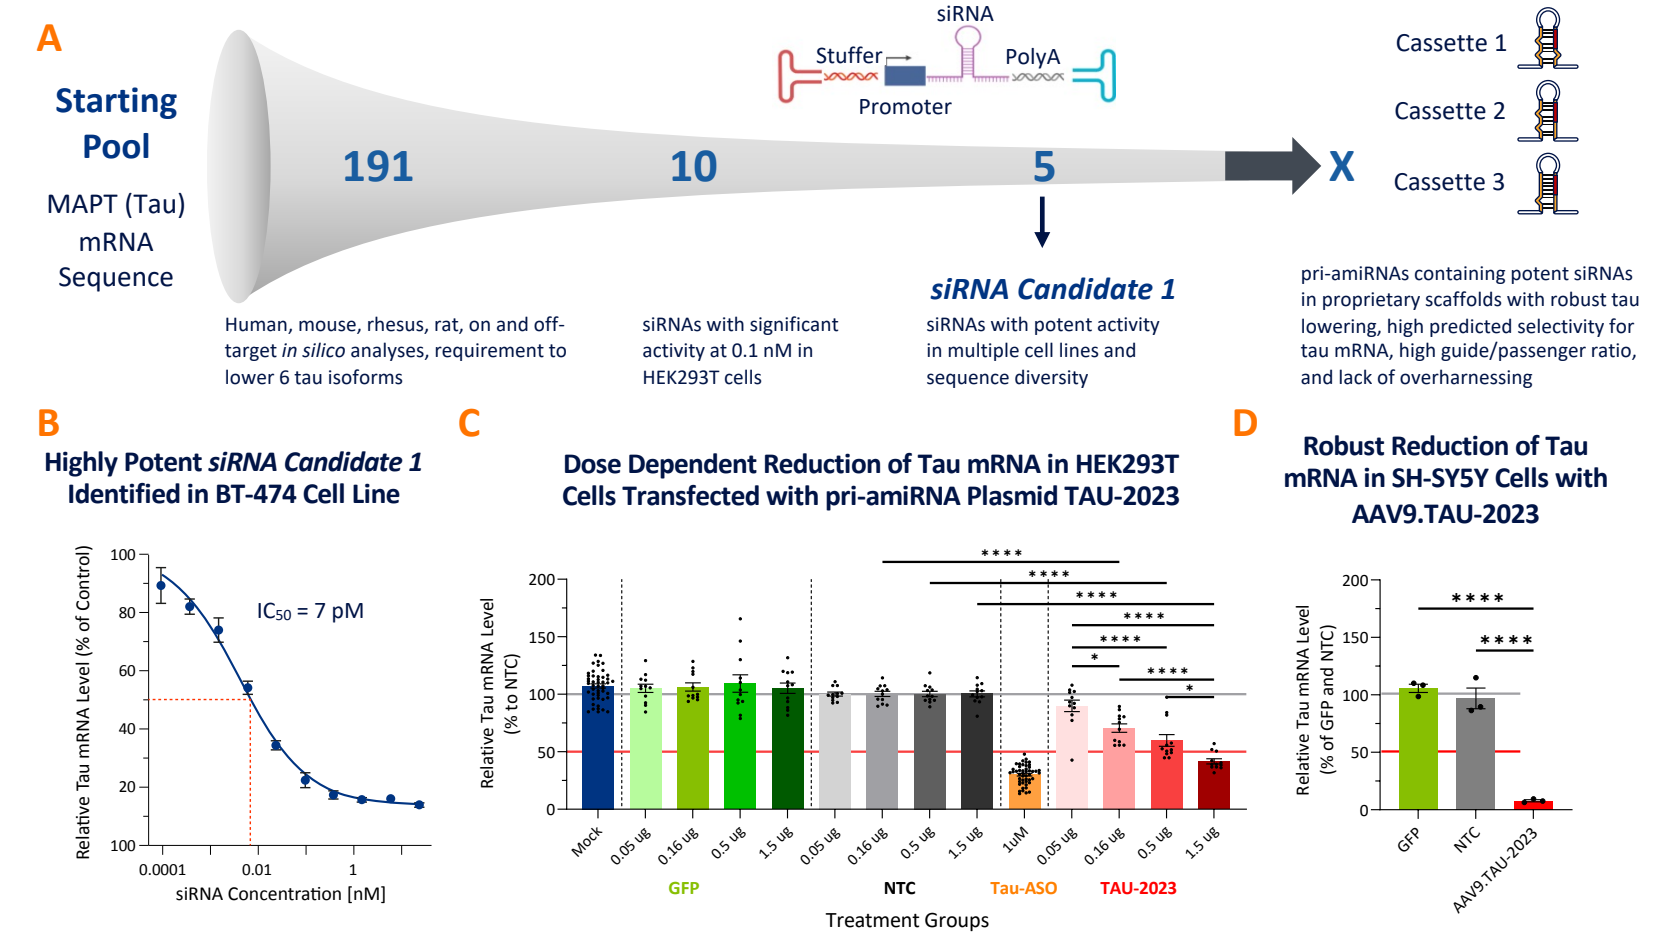 A
Starting
Pool
MAPT (Tau)
mRNA
Sequence
191
10
5
X
siRNA
Stuffer
PolyA
Promoter
Cassette 1
Cassette 2
Cassette 3
Human, mouse, rhesus, rat, on and off-
target in silico analyses, requirement to
lower 6 tau isoforms
siRNAs with significant
activity at 0.1 nM in
HEK293T cells
siRNA Candidate 1
siRNAs with potent activity
in multiple cell lines and
sequence diversity
pri-amiRNAs containing potent siRNAs
in proprietary scaffolds with robust tau
lowering, high predicted selectivity for
tau mRNA, high guide/passenger ratio,
and lack of overharnessing
B
Highly Potent siRNA Candidate 1
Identified in BT-474 Cell Line
Relative Tau mRNA Level (% of Control)
100
80
60
40
20
100
IC50 = 7 pM
0.0001
0.01
1
siRNA Concentration [nM]
C
Dose Dependent Reduction of Tau mRNA in HEK293T
Cells Transfected with pri-amiRNA Plasmid TAU-2023
Relative Tau mRNA Level
(% to NTC)
200
150
100
50
0
****
****
****
****
****
*
****
*
Mock
0.05 ug
0.16 ug
0.5 ug
1.5 ug
0.05 ug
0.16 ug
0.5 ug
1.5 ug
1uM
0.05 ug
0.16 ug
0.5 ug
1.5 ug
GFP
NTC
Tau-ASO
TAU-2023
Treatment Groups
D
Robust Reduction of Tau
mRNA in SH-SY5Y Cells with
AAV9.TAU-2023
Relative Tau mRNA Level
(% of GFP and NTC)
200
150
100
50
0
****
****
GFP
NTC
AAV9.TAU-2023